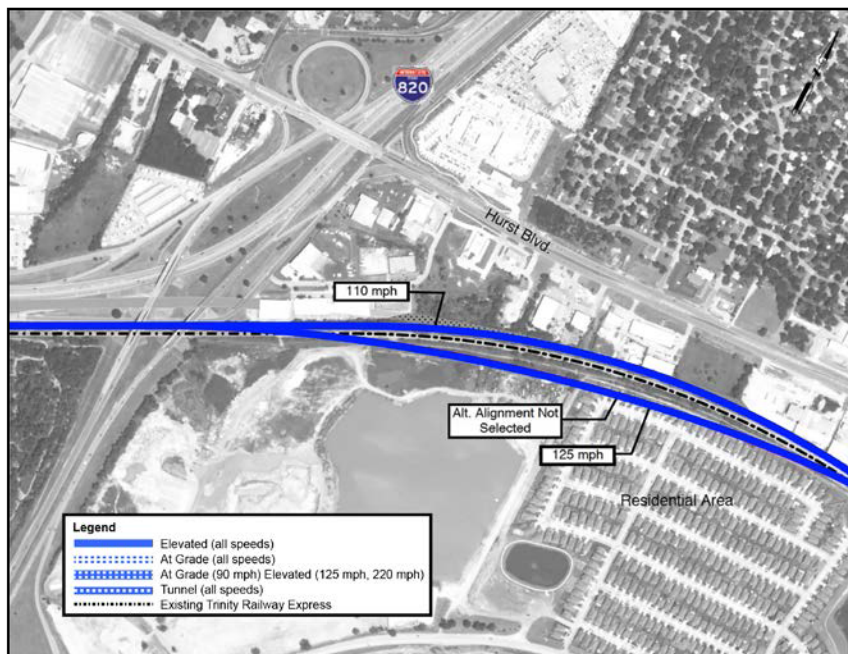 820
Hurst Blvd.
110 mph
Alt. Alignment Not
Selected
125 mph
Residential Area
Legend
Elevated (all speeds)
At Grade (all speeds)
At Grade (90 mph) Elevated (125 mph, 220 mph)
Tunnel (all speeds)
Existing Trinity Railway Express